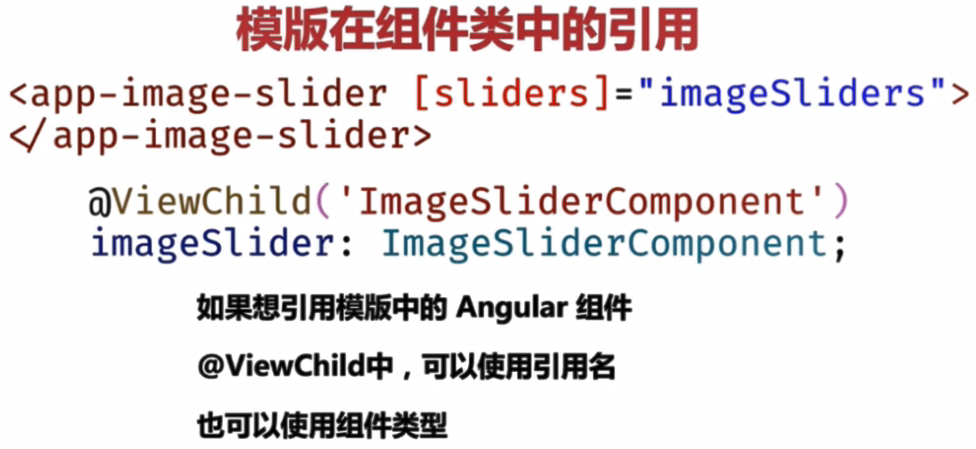 模版在组件类中的引用
<app-image-slider [sliders]="imageSliders">
</app-image-slider>
@ViewChild('ImageSliderComponent')
imageSlider: ImageSliderComponent;
如果想引用模版中的 Angular 组件
@ViewChild中，可以使用引用名
也可以使用组件类型